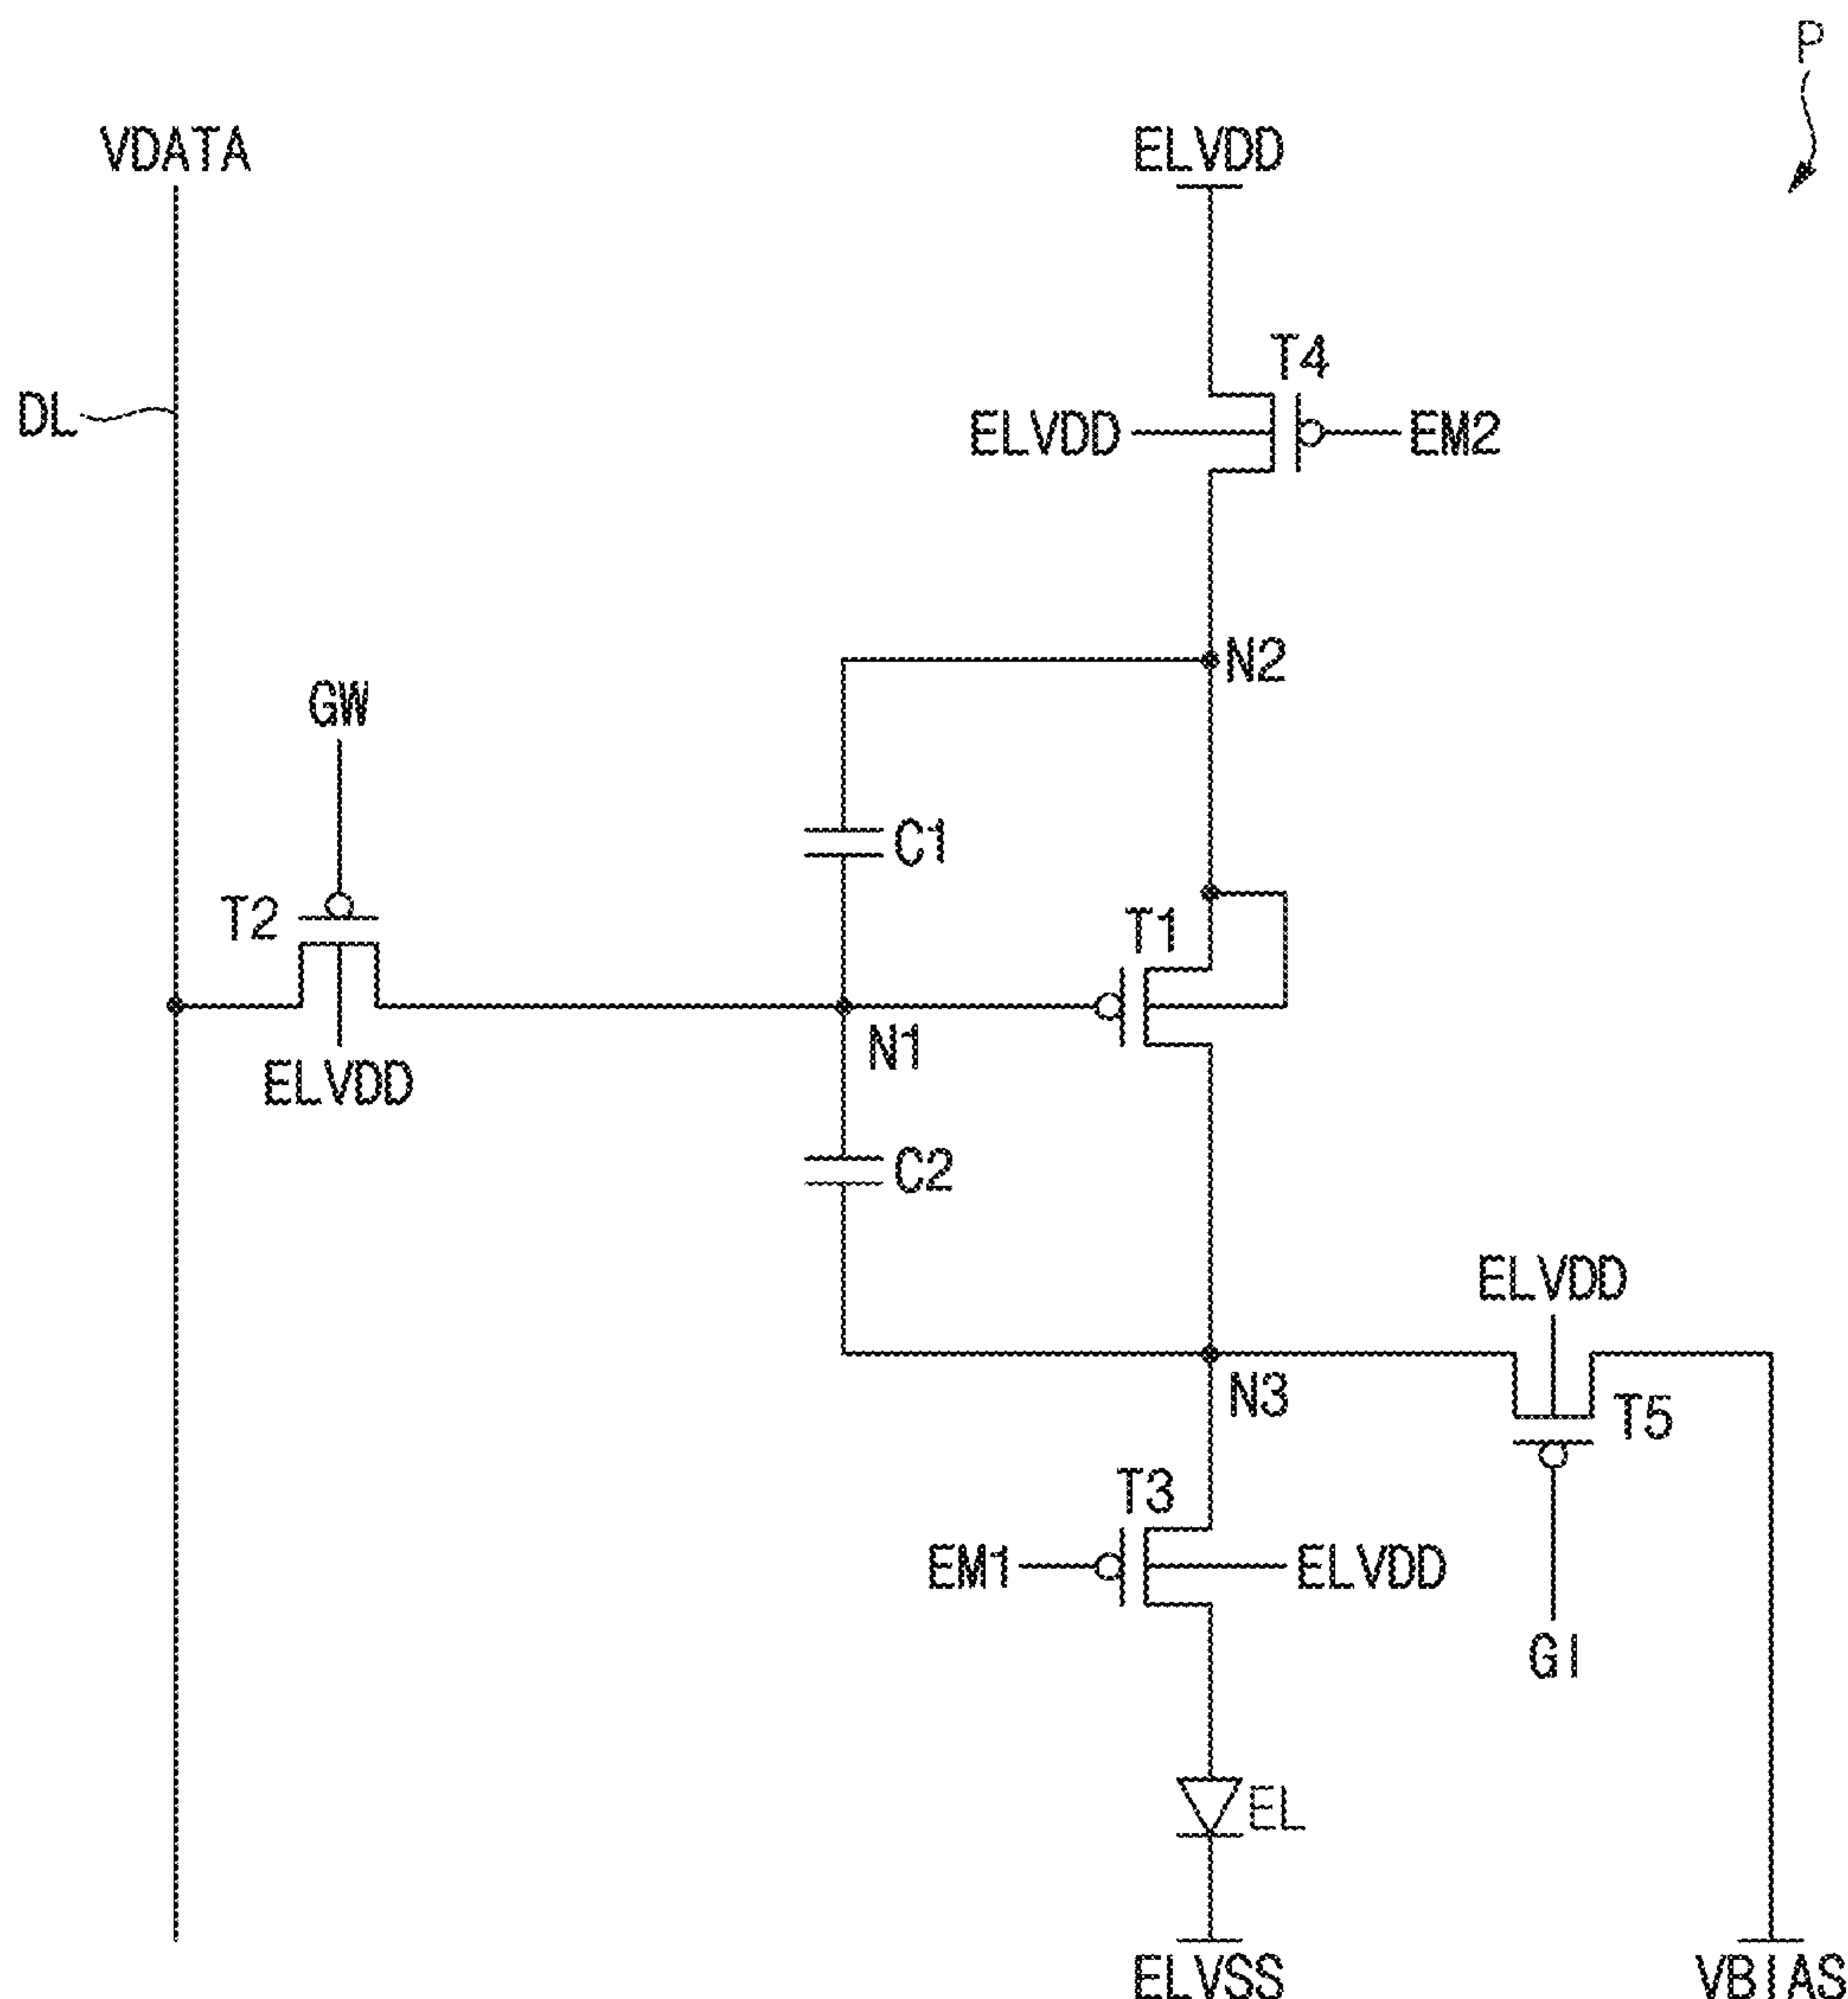 P
VDATA
ELVDD
T4
DL
ELVDD
EM2
N2
GW
C1
T2
T1
N1
ELVDD
C2
ELVDD
N3
T5
T3
EM1
ELVDD
GI
EL
ELVSS
VBIAS